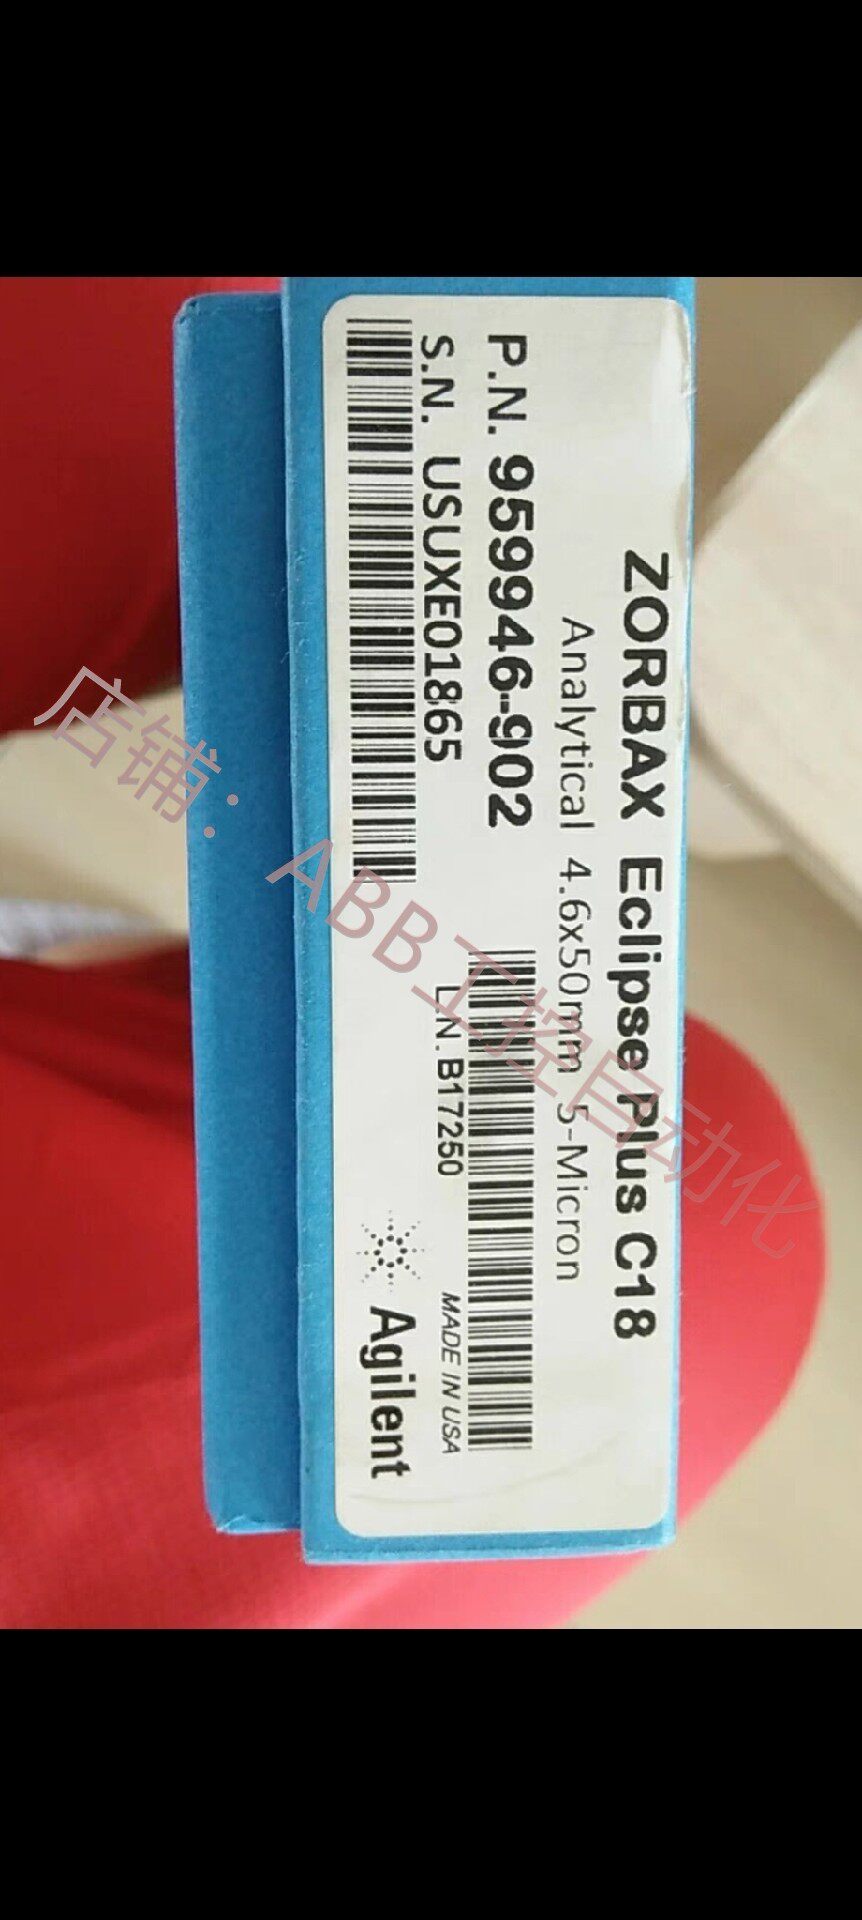 ZORBAX Eclipse Plus C18
Analytical 4.6x50mm 5-Micron
P.N. 959946-902
S.N. USUXE01865
L.N. B17250
MADE IN USA
Agilent
店铺：ABB工控自动化